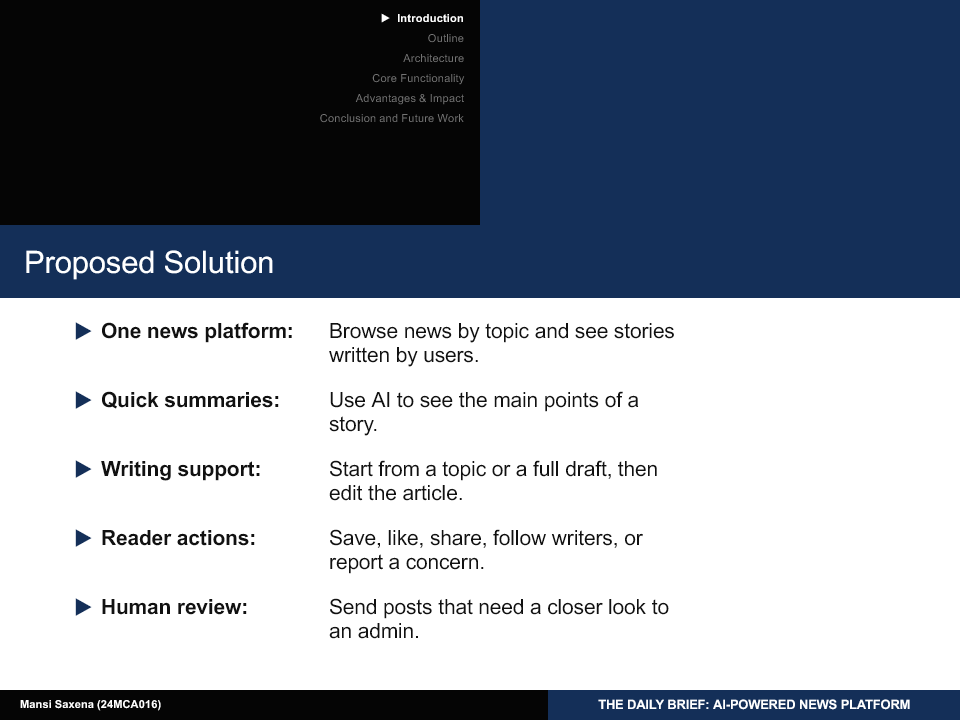 Introduction
Outline
Architecture
Core Functionality
Advantages & Impact
Conclusion and Future Work
Proposed Solution
One news platform: Browse news by topic and see stories
written by users.
Quick summaries: Use AI to see the main points of a
story.
Writing support: Start from a topic or a full draft, then
edit the article.
Reader actions: Save, like, share, follow writers, or
report a concern.
Human review: Send posts that need a closer look to
an admin.
Mansi Saxena (24MCA016)
THE DAILY BRIEF: AI-POWERED NEWS PLATFORM